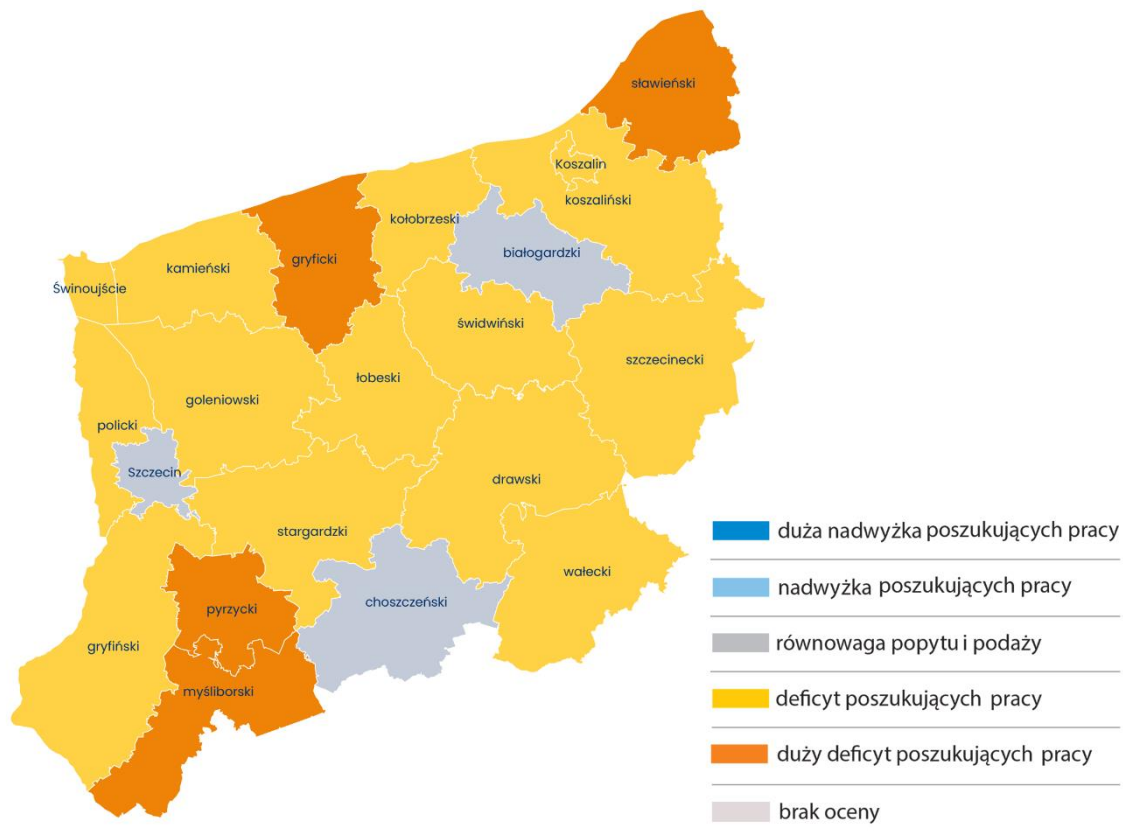 sławieński
Koszalin
koszaliński
kołobrzeski
białogardzki
gryficki
kamieński
Świnoujście
świdwiński
szczecinecki
łobeski
goleniowski
policki
Szczecin
drawski
stargardzki
wałecki
choszczeński
pyrzycki
gryfiński
myśliborski
duża nadwyżka poszukujących pracy
nadwyżka poszukujących pracy
równowaga popytu i podaży
deficyt poszukujących pracy
duży deficyt poszukujących pracy
brak oceny